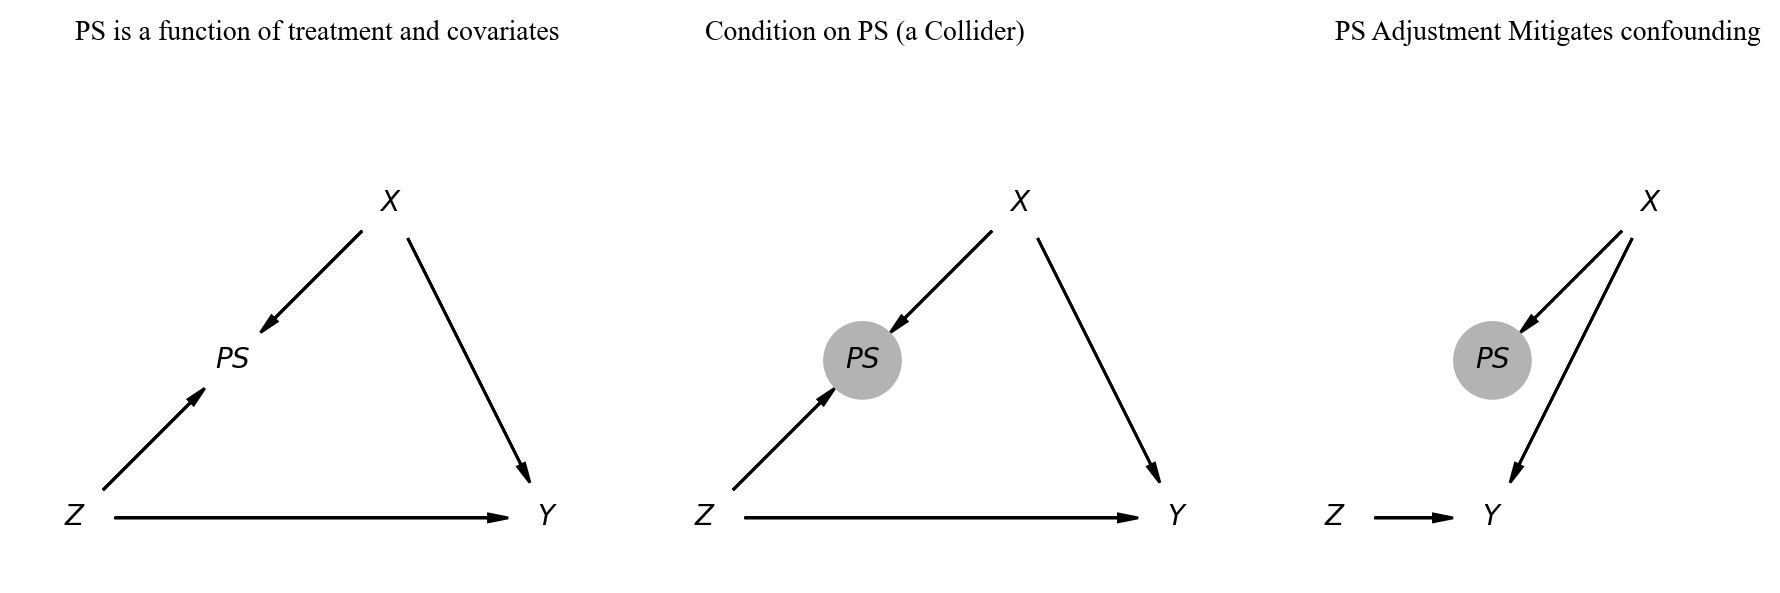 PS is a function of treatment and covariates
Condition on PS (a Collider)
PS Adjustment Mitigates confounding
X
PS
Z
Y
X
PS
Z
Y
X
PS
Z
Y